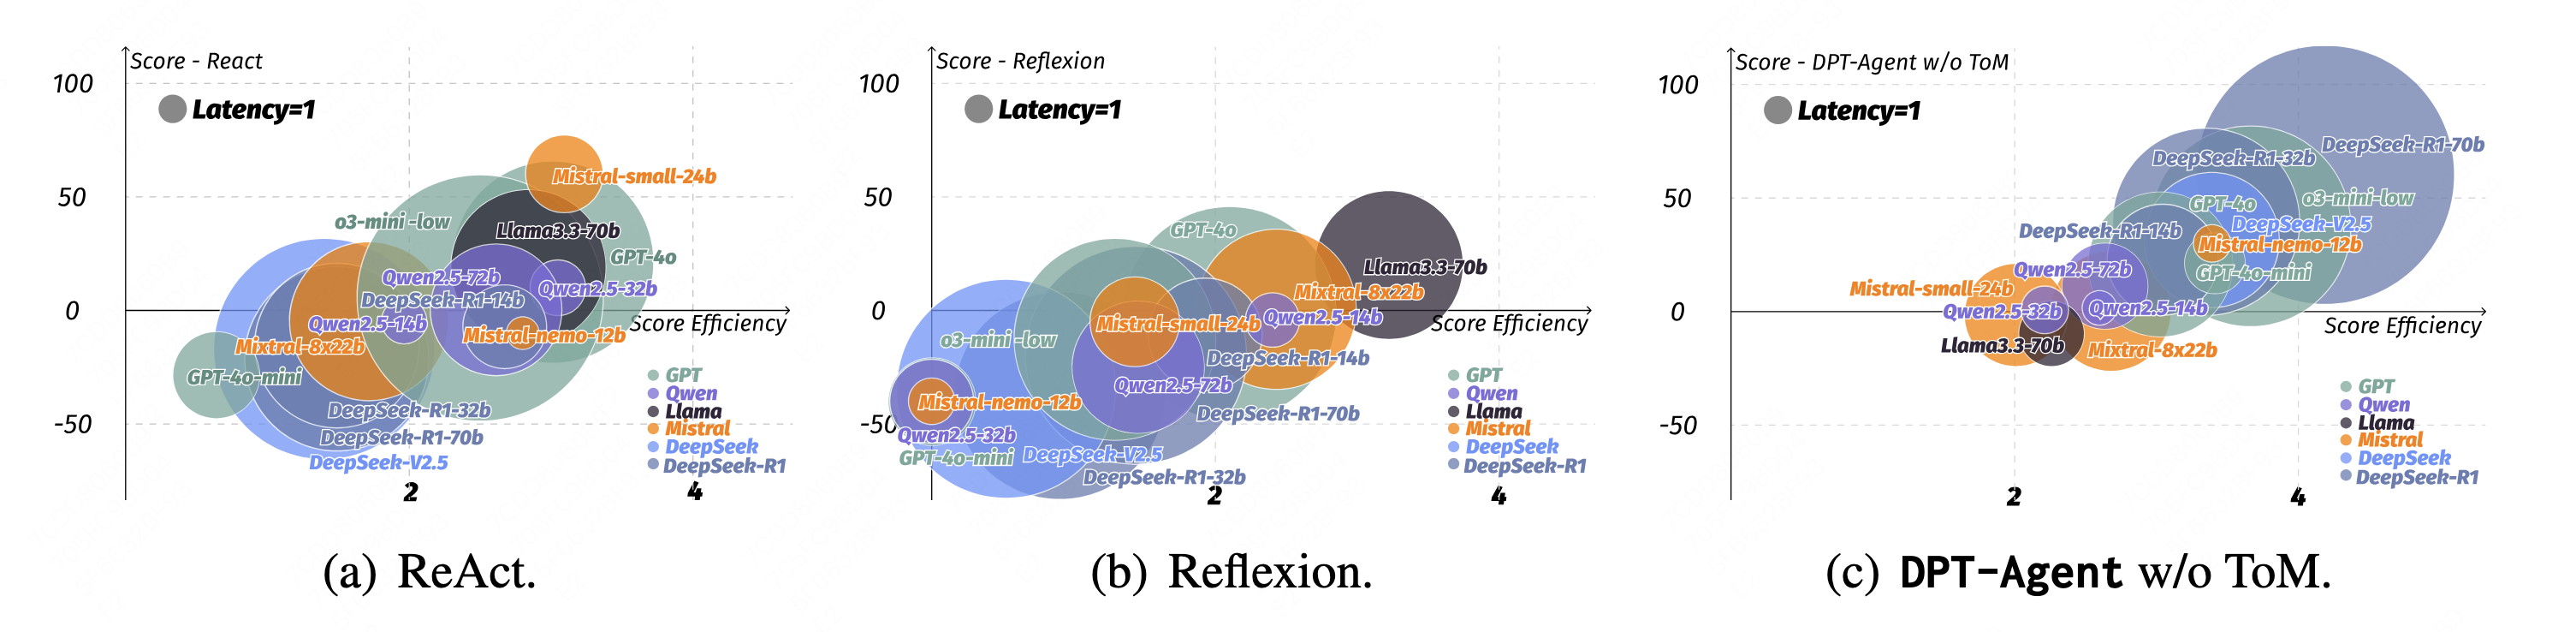 Score - React
100
Latency=1
Mistral-small-24b
50
o3-mini -low
Llama3.3-70b
GPT-4o
Qwen2.5-72b
Qwen2.5-32b
DeepSeek-R1-14b
0
Qwen2.5-14b
Score Efficiency
Mistral-nemo-12b
Mixtral-8x22b
GPT-4o-mini
DeepSeek-R1-32b
-50
DeepSeek-R1-70b
DeepSeek-V2.5
GPT
Qwen
Llama
Mistral
DeepSeek
DeepSeek-R1
2
4
(a) ReAct.
Score - Reflexion
100
Latency=1
50
GPT-4o
Llama3.3-70b
Mixtral-8x22b
0
Qwen2.5-14b
Score Efficiency
Mistral-small-24b
o3-mini -low
DeepSeek-R1-14b
Qwen2.5-72b
Mistral-nemo-12b
DeepSeek-R1-70b
-50
Qwen2.5-32b
GPT-4o-mini
DeepSeek-V2.5
DeepSeek-R1-32b
GPT
Qwen
Llama
Mistral
DeepSeek
DeepSeek-R1
2
4
(b) Reflexion.
Score - DPT-Agent w/o ToM
100
Latency=1
DeepSeek-R1-70b
DeepSeek-R1-32b
50
o3-mini-low
GPT-4o
DeepSeek-V2.5
DeepSeek-R1-14b
Mistral-nemo-12b
Qwen2.5-72b
GPT-4o-mini
Mistral-small-24b
0
Qwen2.5-32b
Qwen2.5-14b
Score Efficiency
Llama3.3-70b
Mixtral-8x22b
-50
GPT
Qwen
Llama
Mistral
DeepSeek
DeepSeek-R1
2
4
(c) DPT-Agent w/o ToM.